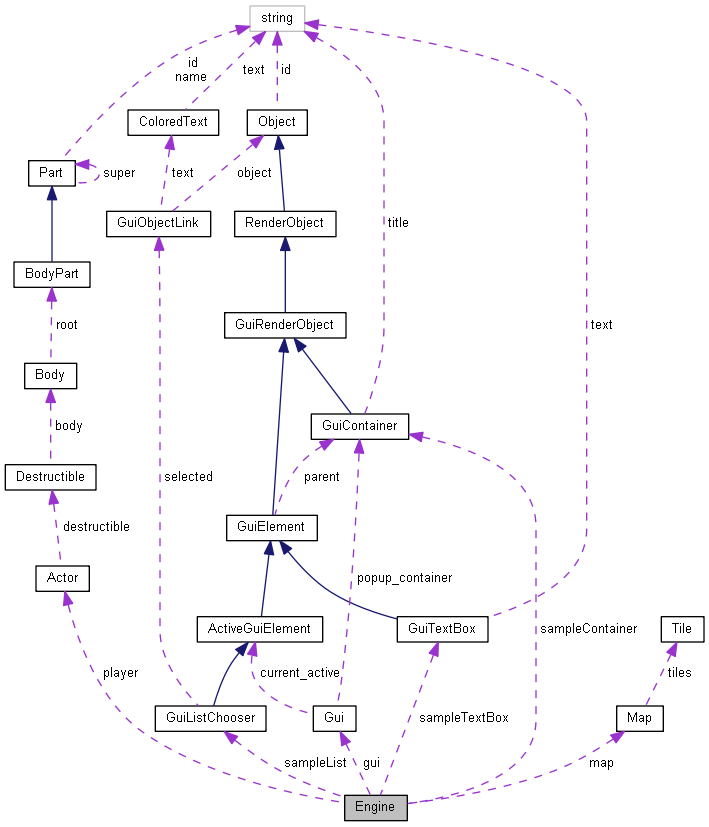 string
id
name
text
id
ColoredText
Object
Part
super
text
object
GuiObjectLink
RenderObject
title
BodyPart
root
GuiRenderObject
text
Body
body
GuiContainer
Destructible
selected
parent
destructible
GuiElement
Actor
popup_container
ActiveGuiElement
GuiTextBox
sampleContainer
Tile
player
current_active
tiles
GuiListChooser
Gui
sampleTextBox
Map
sampleList
gui
map
Engine